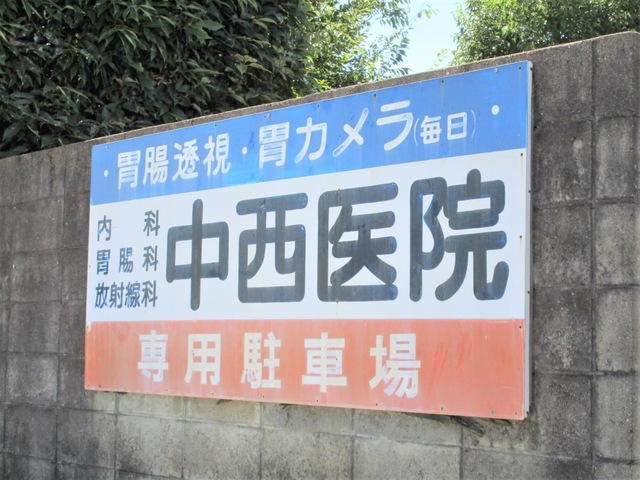 ・胃腸透視・胃カメラ(毎日)・
内科
胃腸科
放射線科
中西医院
専用駐車場